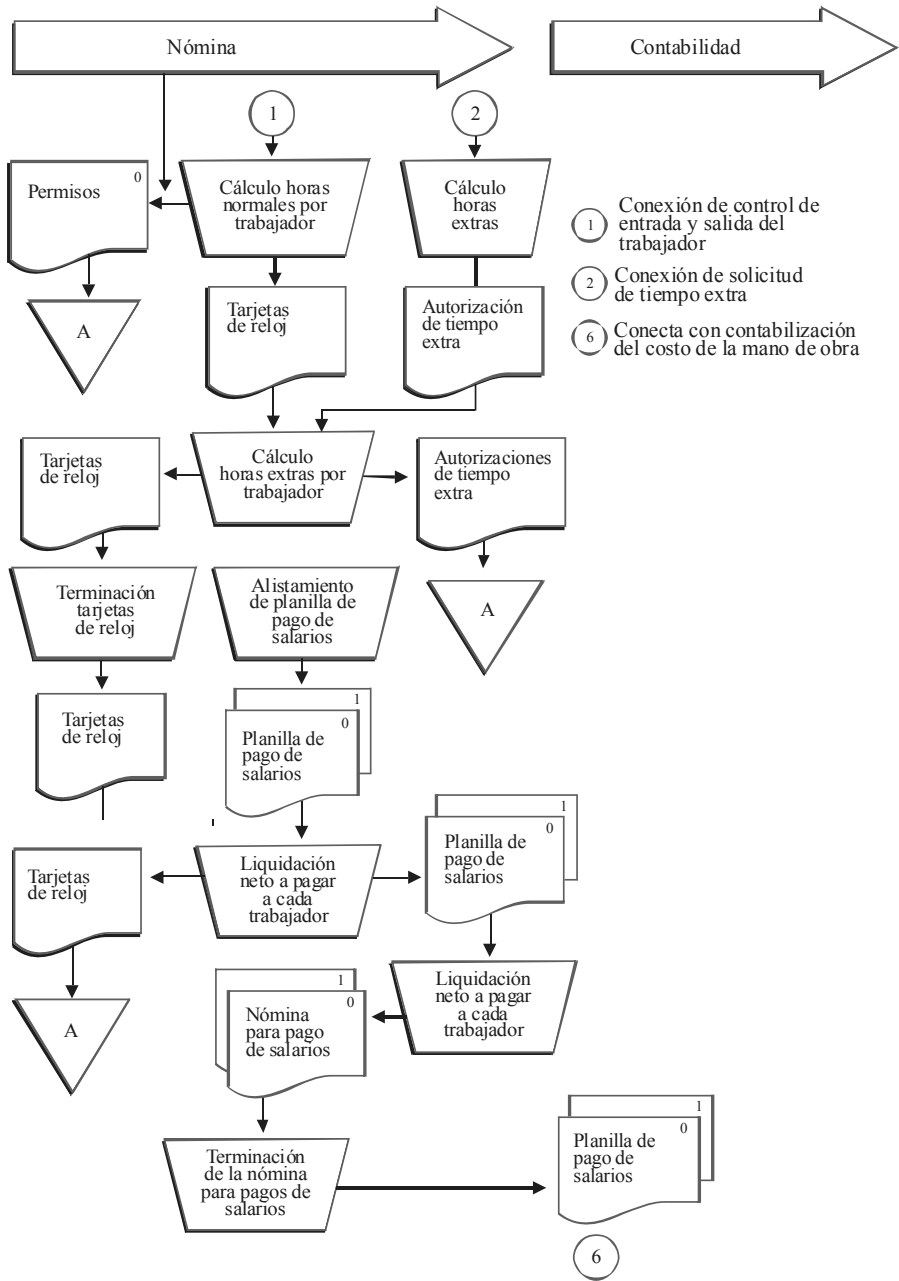 Nómina
Contabilidad
1
2
0
Permisos
Cálculo horas
normales por
trabajador
Cálculo
horas
extras
1
Conexión de control de
entrada y salida del
trabajador
2
Conexión de solicitud
de tiempo extra
6
Conecta con contabilización
del costo de la mano de obra
A
Tarjetas
de reloj
Autorización
de tiempo
extra
Tarjetas
de reloj
Cálculo
horas extras por
trabajador
Autorizaciones
de tiempo
extra
Terminación
tarjetas
de reloj
Alistamiento
de planilla de
pago de
salarios
A
Tarjetas
de reloj
1
0
Planilla de
pago de
salarios
Tarjetas
de reloj
Liquidación
neto a pagar
a cada
trabajador
1
0
Planilla de
pago de
salarios
A
1
0
Nómina
para pago
de salarios
Liquidación
neto a pagar
a cada
trabajador
Terminación
de la nómina
para pagos de
salarios
1
0
Planilla de
pago de
salarios
6